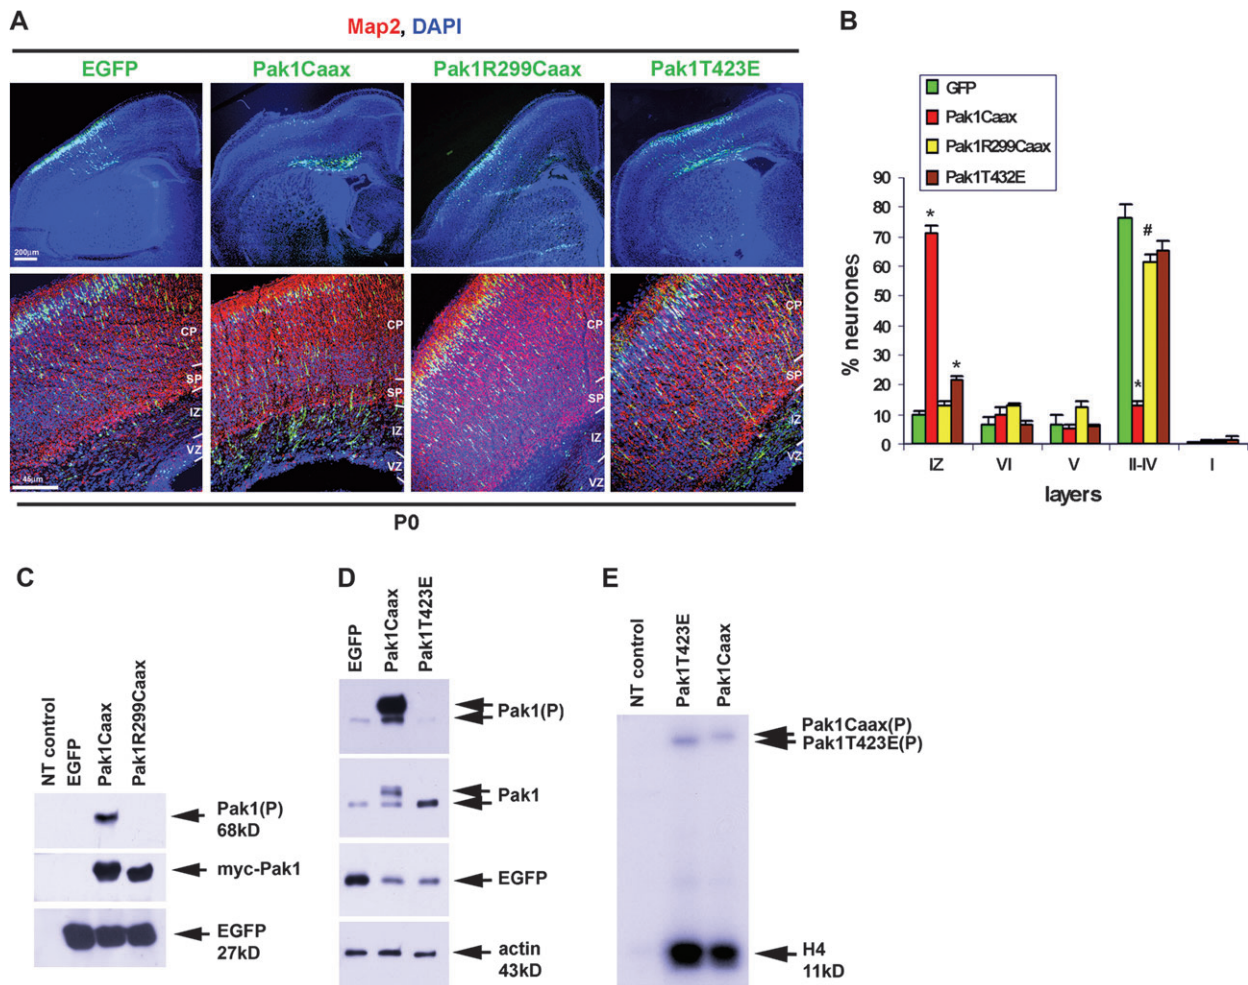 A
Map2, DAPI
EGFP Pak1Caax Pak1R299Caax Pak1T423E
200µm
CP CP CP CP
SP SP SP SP
IZ IZ IZ IZ
VZ VZ VZ VZ
45µm
P0
B
GFP
Pak1Caax
Pak1R299Caax
Pak1T432E
90
80
70
60
50
40
30
20
10
0
% neurones
* * * #
IZ VI V II-IV I
layers
C
NT control
EGFP
Pak1Caax
Pak1R299Caax
Pak1(P)
68kD
myc-Pak1
EGFP
27kD
D
EGFP
Pak1Caax
Pak1T423E
Pak1(P)
Pak1
EGFP
actin
43kD
E
NT control
Pak1T423E
Pak1Caax
Pak1Caax(P)
Pak1T423E(P)
H4
11kD